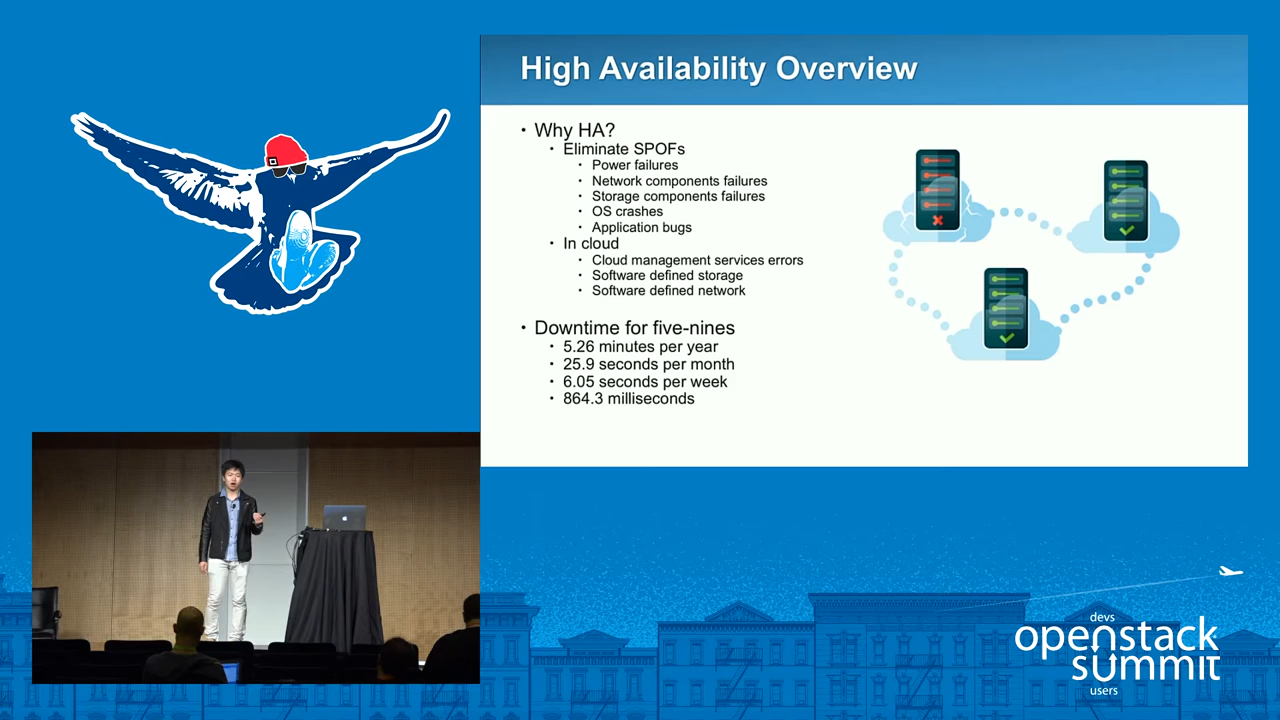 High Availability Overview
• Why HA?
• Eliminate SPOFs
• Power failures
• Network components failures
• Storage components failures
• OS crashes
• Application bugs
• In cloud
• Cloud management services errors
• Software defined storage
• Software defined network
• Downtime for five-nines
• 5.26 minutes per year
• 25.9 seconds per month
• 6.05 seconds per week
• 864.3 milliseconds
devs
openstack
summit
users